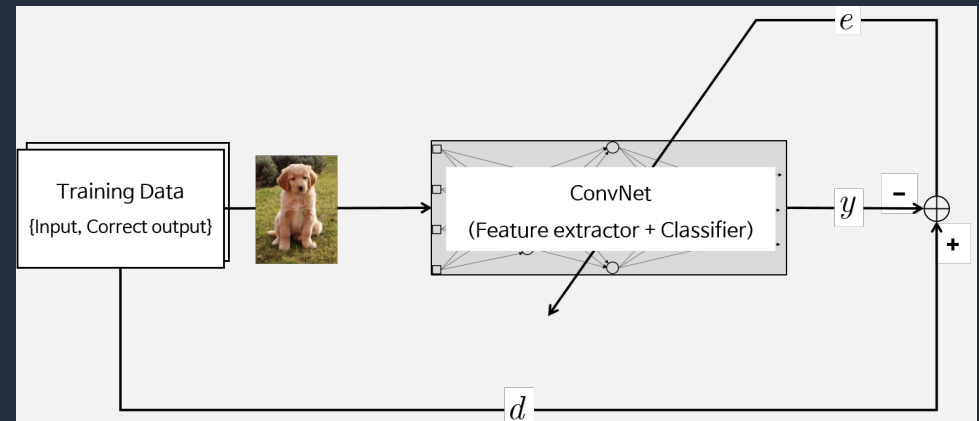 e
Training Data
{Input, Correct output}
ConvNet
(Feature extractor + Classifier)
y
-
+
d